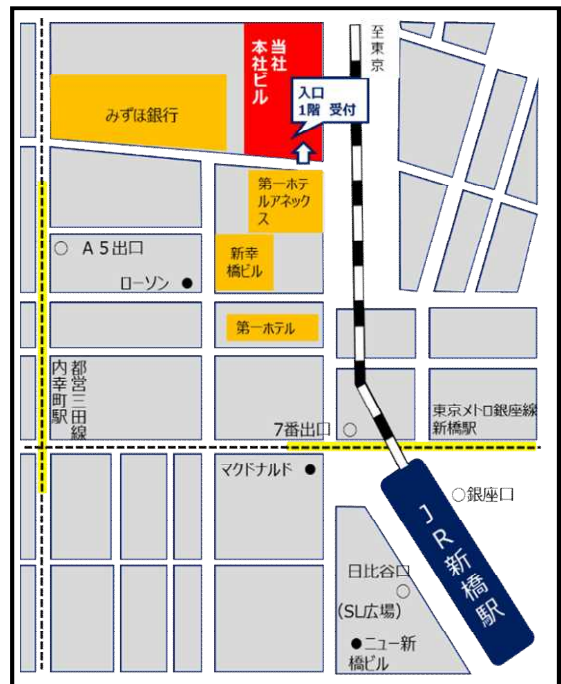 至東京
当社
本社ビル
入口
1階 受付
みずほ銀行
第一ホテ
ルアネック
ス
○ A5出口
新幸
橋ビル
ローソン ●
第一ホテル
都営三田線
内幸町駅
7番出口 ○
東京メトロ銀座線
新橋駅
マクドナルド ●
○銀座口
JR新橋駅
日比谷口
○
(SL広場)
●ニュー新
橋ビル